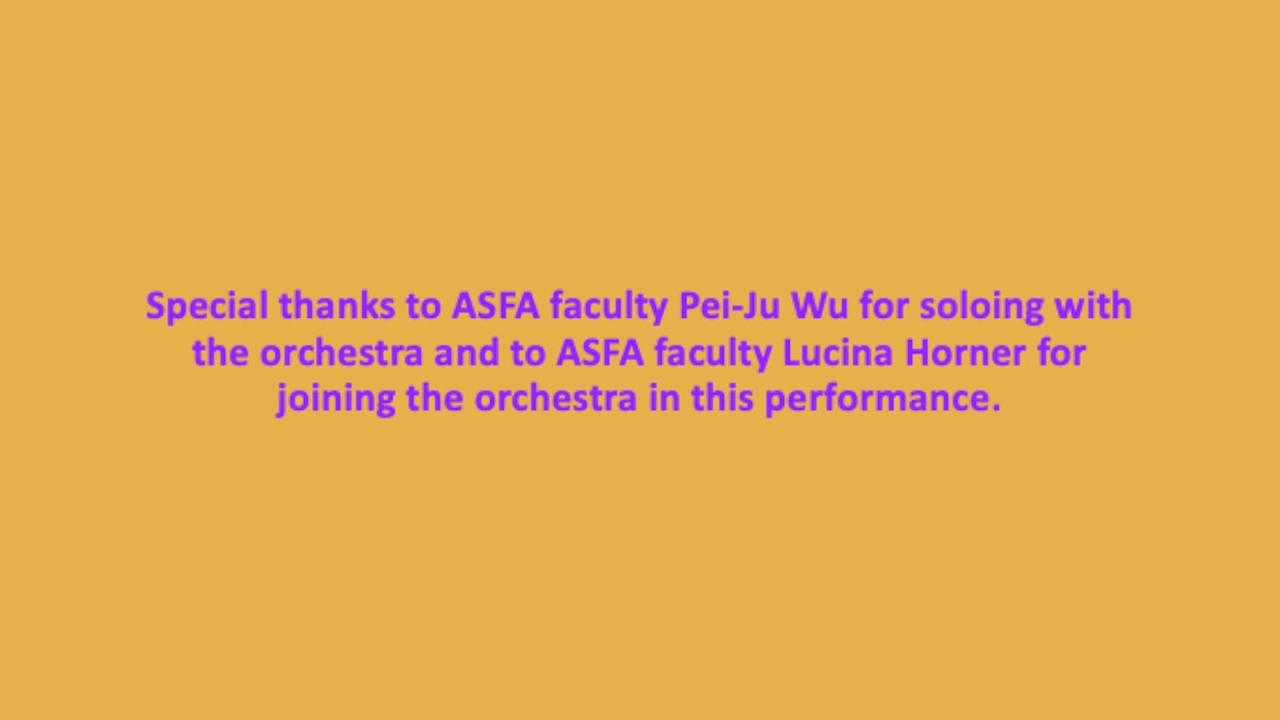 Special thanks to ASFA faculty Pei-Ju Wu for soloing with
the orchestra and to ASFA faculty Lucina Horner for
joining the orchestra in this performance.